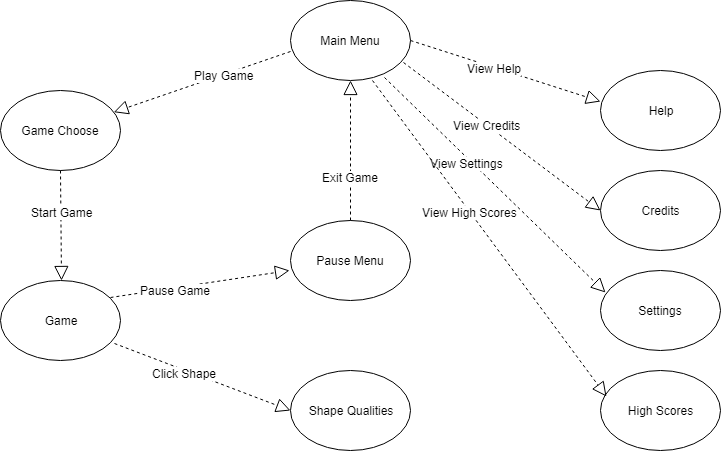 Main Menu
View Help
Play Game
Help
Game Choose
View Credits
View Settings
Exit Game
Credits
Start Game
View High Scores
Pause Menu
Pause Game
Settings
Game
Click Shape
Shape Qualities
High Scores